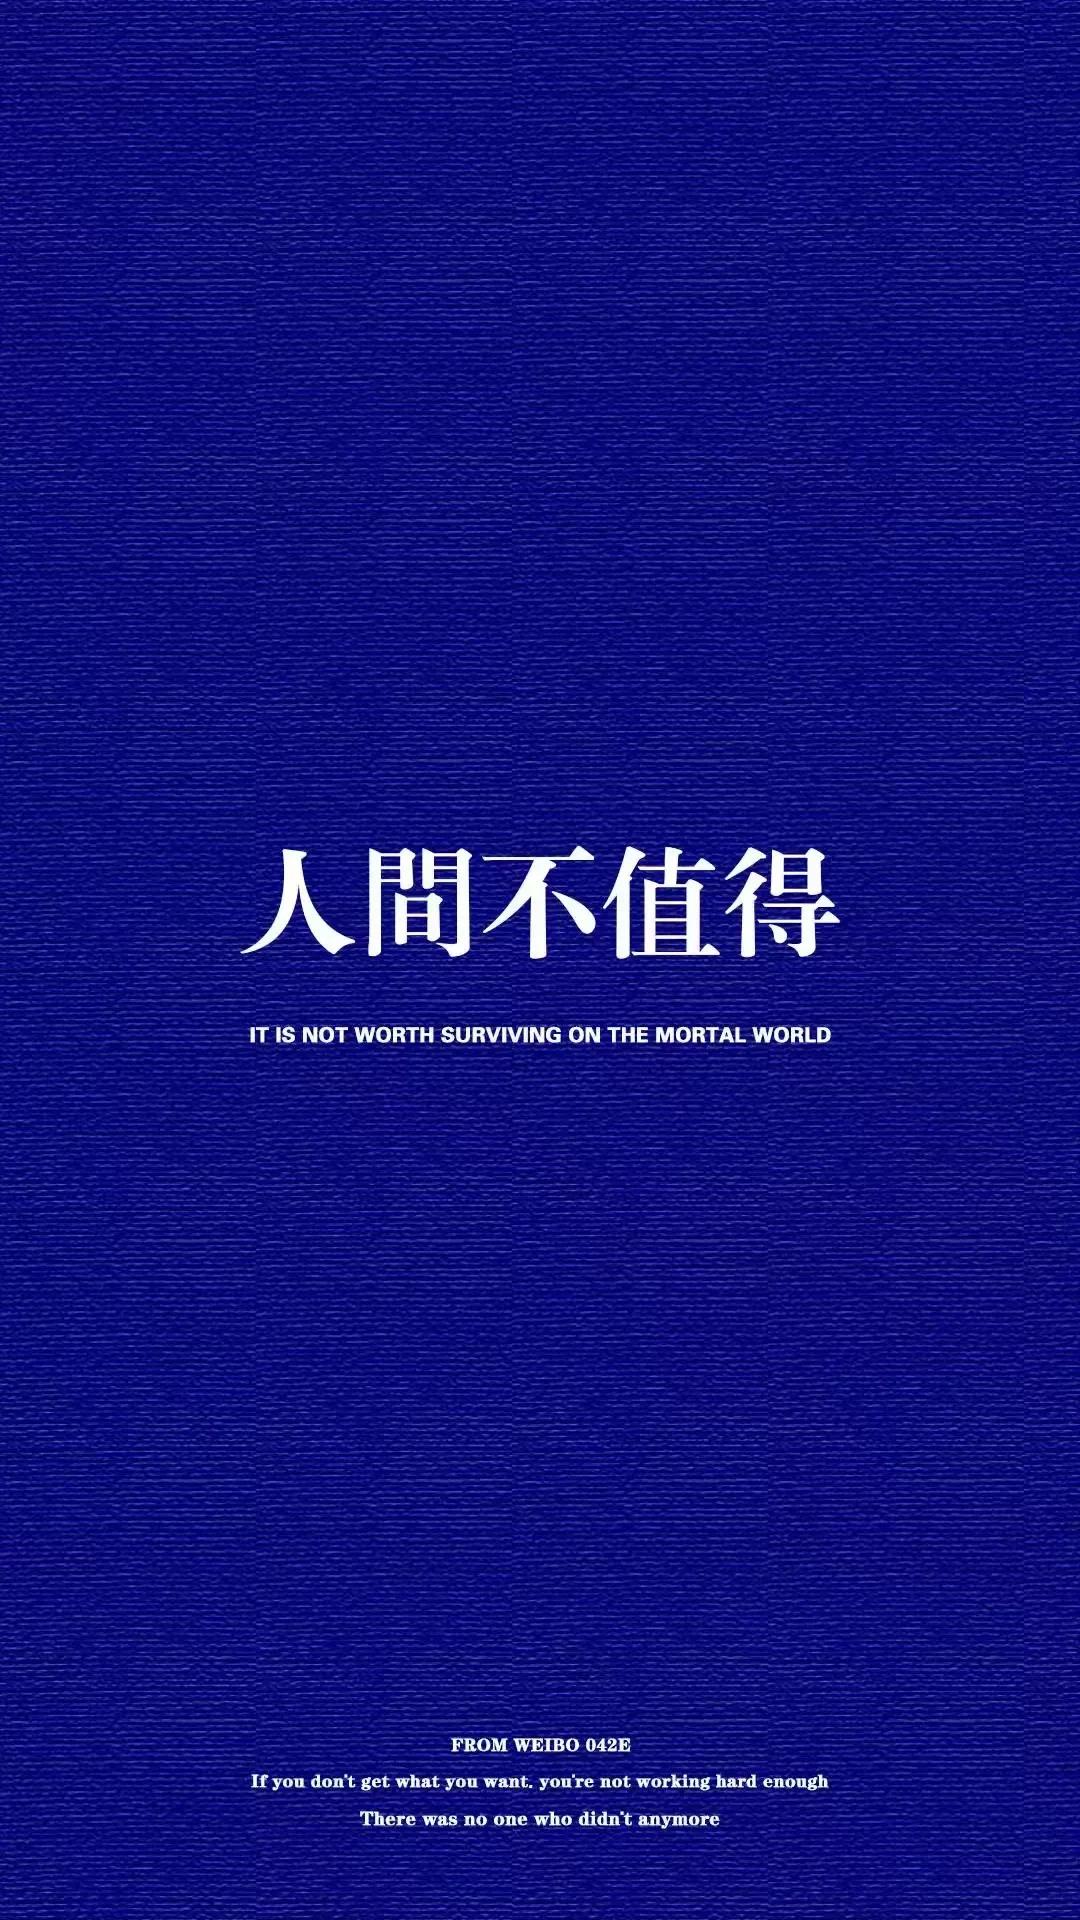 人間不值得
IT IS NOT WORTH SURVIVING ON THE MORTAL WORLD
FROM WEIBO 042E
If you don't get what you want. you're not working hard enough
There was no one who didn't anymore